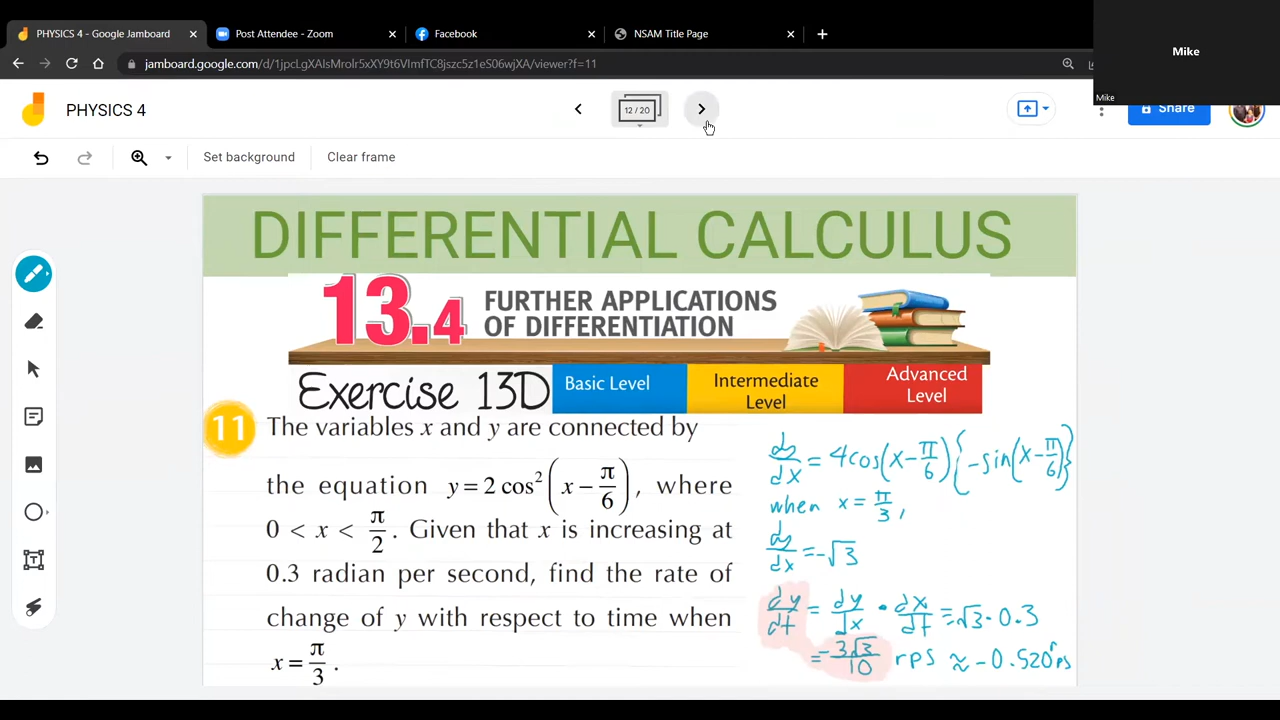 PHYSICS 4 - Google Jamboard
Post Attendee - Zoom
Facebook
NSAM Title Page
jamboard.google.com/d/1jpcLgXAIsMrolr5xXY9t6VImfTC8jszc5z1eS06wjXA/viewer?f=11
Mike
Mike
PHYSICS 4
12 / 20
Share
Set background
Clear frame
DIFFERENTIAL CALCULUS
13.4 FURTHER APPLICATIONS
OF DIFFERENTIATION
Exercise 13D Basic Level Intermediate Level Advanced Level
11 The variables x and y are connected by
the equation y = 2 cos² (x − π/6), where
0 < x < π/2. Given that x is increasing at
0.3 radian per second, find the rate of
change of y with respect to time when
x = π/3.
dy/dx = 4cos(x−π/6){−sin(x−π/6)}
when x = π/3,
dy/dx = −√3
dy/dt = dy/dx • dx/dt = −√3 · 0.3
= −3√3/10 rps ≈ −0.520 rps